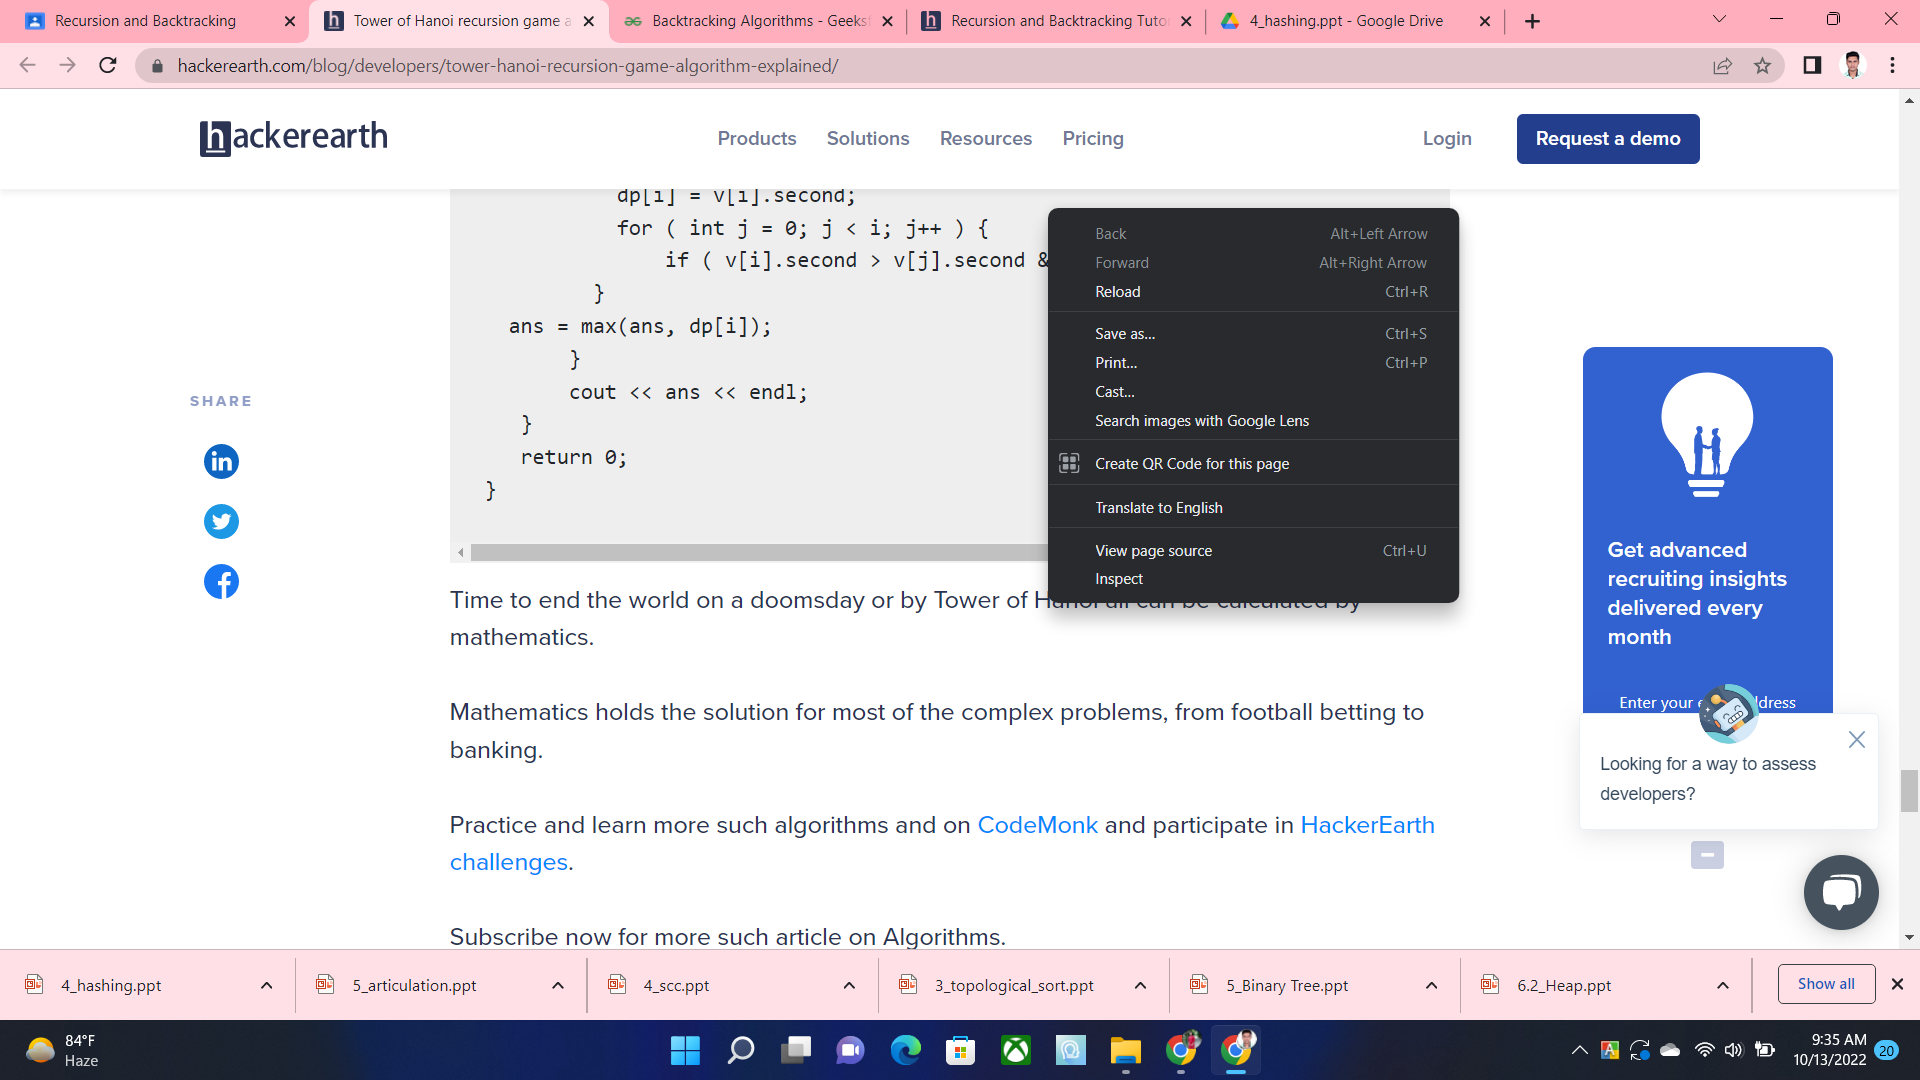 Recursion and Backtracking
Tower of Hanoi recursion game a
Backtracking Algorithms - Geeksf
Recursion and Backtracking Tuto
4_hashing.ppt - Google Drive
hackerearth.com/blog/developers/tower-hanoi-recursion-game-algorithm-explained/
hackerearth
Products Solutions Resources Pricing
Login
Request a demo
dp[i] = v[i].second;
for ( int j = 0; j < i; j++ ) {
if ( v[i].second > v[j].second &
}
ans = max(ans, dp[i]);
}
cout << ans << endl;
}
return 0;
}
Back Alt+Left Arrow
Forward Alt+Right Arrow
Reload Ctrl+R
Save as... Ctrl+S
Print... Ctrl+P
Cast...
Search images with Google Lens
Create QR Code for this page
Translate to English
View page source Ctrl+U
Inspect
SHARE
Time to end the world on a doomsday or by Tower of Hanoi all can be calculated by
mathematics.
Mathematics holds the solution for most of the complex problems, from football betting to
banking.
Practice and learn more such algorithms and on CodeMonk and participate in HackerEarth
challenges.
Subscribe now for more such article on Algorithms.
Get advanced
recruiting insights
delivered every
month
Enter your dress
Looking for a way to assess
developers?
4_hashing.ppt
5_articulation.ppt
4_scc.ppt
3_topological_sort.ppt
5_Binary Tree.ppt
6.2_Heap.ppt
Show all
84°F
Haze
9:35 AM
10/13/2022
20